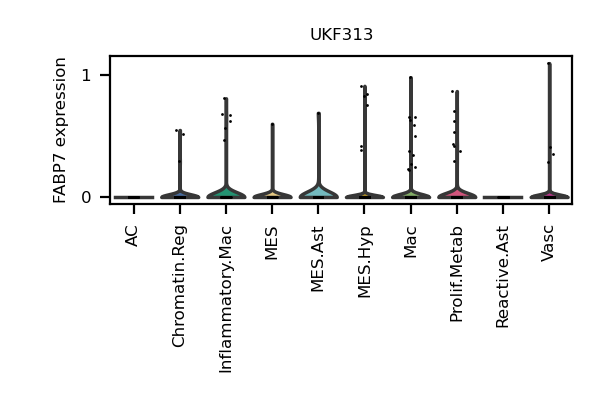 UKF313
FABP7 expression
1
0
AC
Chromatin.Reg
Inflammatory.Mac
MES
MES.Ast
MES.Hyp
Mac
Prolif.Metab
Reactive.Ast
Vasc